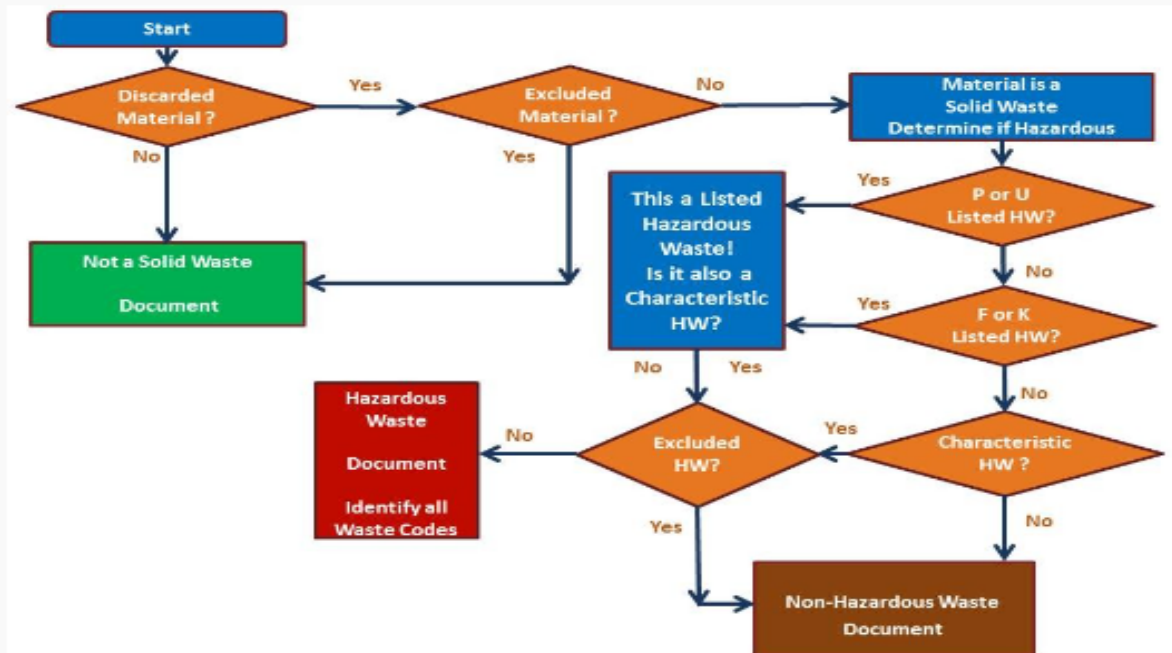 Start
Discarded
Material ?
Yes
No
Excluded
Material ?
No
Yes
Material is a
Solid Waste
Determine if Hazardous
Not a Solid Waste
Document
This a Listed
Hazardous
Waste!
Is it also a
Characteristic
HW?
Yes
P or U
Listed HW?
No
Yes
F or K
Listed HW?
No
No
Yes
Hazardous
Waste
Document
Identify all
Waste Codes
No
Excluded
HW?
Yes
Yes
Characteristic
HW ?
No
Non-Hazardous Waste
Document